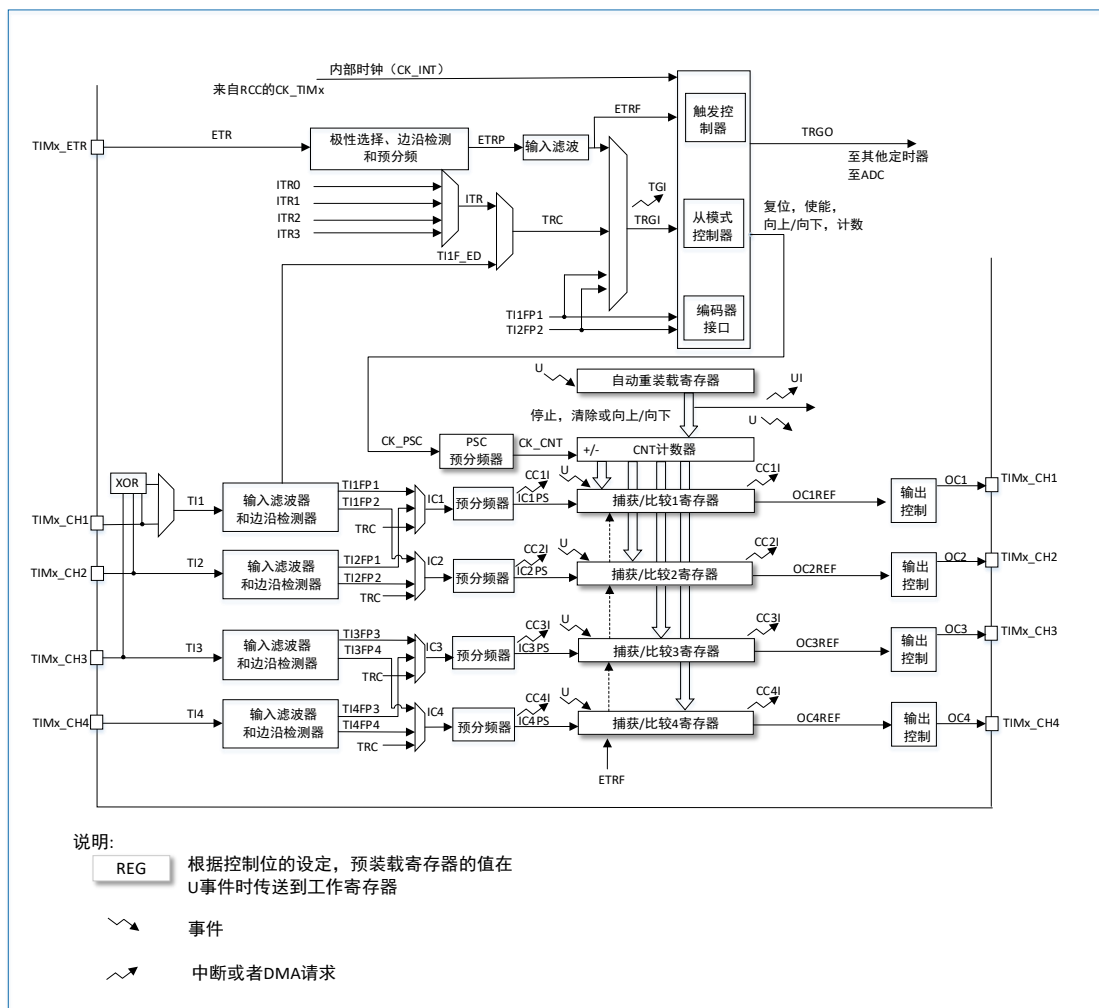 内部时钟（CK_INT）
来自RCC的CK_TIMx
触发控
制器
ETRF
TRGO
至其他定时器
至ADC
TIMx_ETR
ETR
极性选择、边沿检测
和预分频
ETRP
输入滤波
ITR0
ITR1
ITR2
ITR3
ITR
TRC
TGI
TRGI
从模式
控制器
复位，使能，
向上/向下，计数
TI1F_ED
TI1FP1
TI2FP2
编码器
接口
U
自动重装载寄存器
UI
U
停止，清除或向上/向下
CK_PSC
PSC
预分频器
CK_CNT
+/-
CNT计数器
XOR
TIMx_CH1
TI1
输入滤波器
和边沿检测器
TI1FP1
TI1FP2
TRC
IC1
预分频器
CC1I
IC1PS
U
捕获/比较1寄存器
CC1I
OC1REF
输出
控制
OC1
TIMx_CH1
TIMx_CH2
TI2
输入滤波器
和边沿检测器
TI2FP1
TI2FP2
TRC
IC2
预分频器
CC2I
IC2PS
U
捕获/比较2寄存器
CC2I
OC2REF
输出
控制
OC2
TIMx_CH2
TIMx_CH3
TI3
输入滤波器
和边沿检测器
TI3FP3
TI3FP4
TRC
IC3
预分频器
CC3I
IC3PS
U
捕获/比较3寄存器
CC3I
OC3REF
输出
控制
OC3
TIMx_CH3
TIMx_CH4
TI4
输入滤波器
和边沿检测器
TI4FP3
TI4FP4
TRC
IC4
预分频器
CC4I
IC4PS
U
捕获/比较4寄存器
CC4I
OC4REF
输出
控制
OC4
TIMx_CH4
ETRF
说明:
REG
根据控制位的设定，预装载寄存器的值在
U事件时传送到工作寄存器
事件
中断或者DMA请求